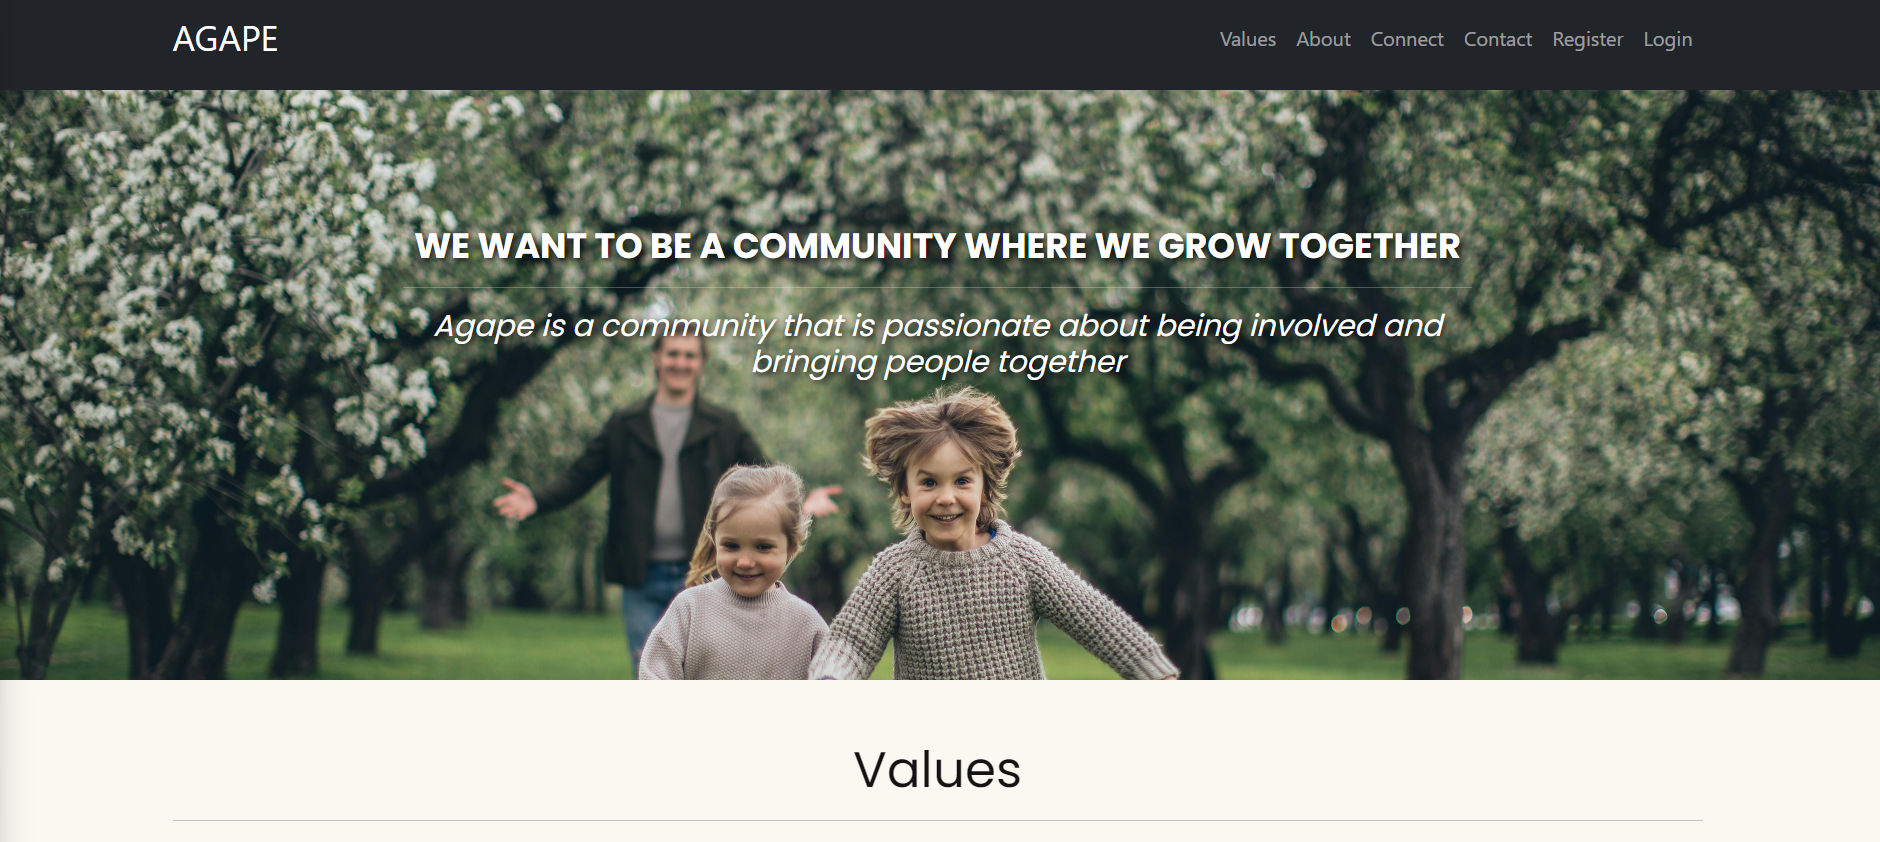 AGAPE
Values About Connect Contact Register Login
WE WANT TO BE A COMMUNITY WHERE WE GROW TOGETHER
Agape is a community that is passionate about being involved and
bringing people together
Values